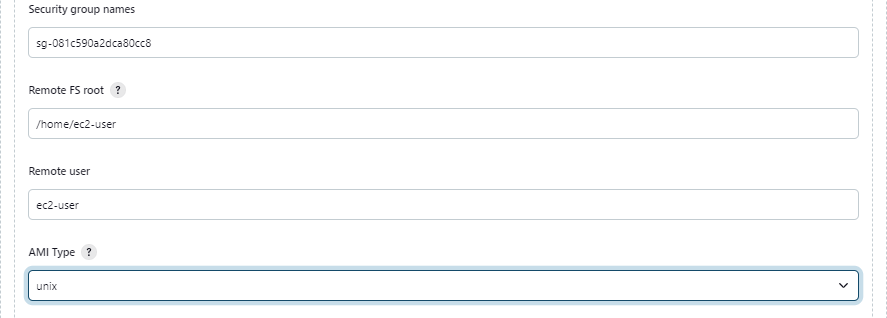 Security group names
sg-081c590a2dca80cc8
Remote FS root ?
/home/ec2-user
Remote user
ec2-user
AMI Type ?
unix